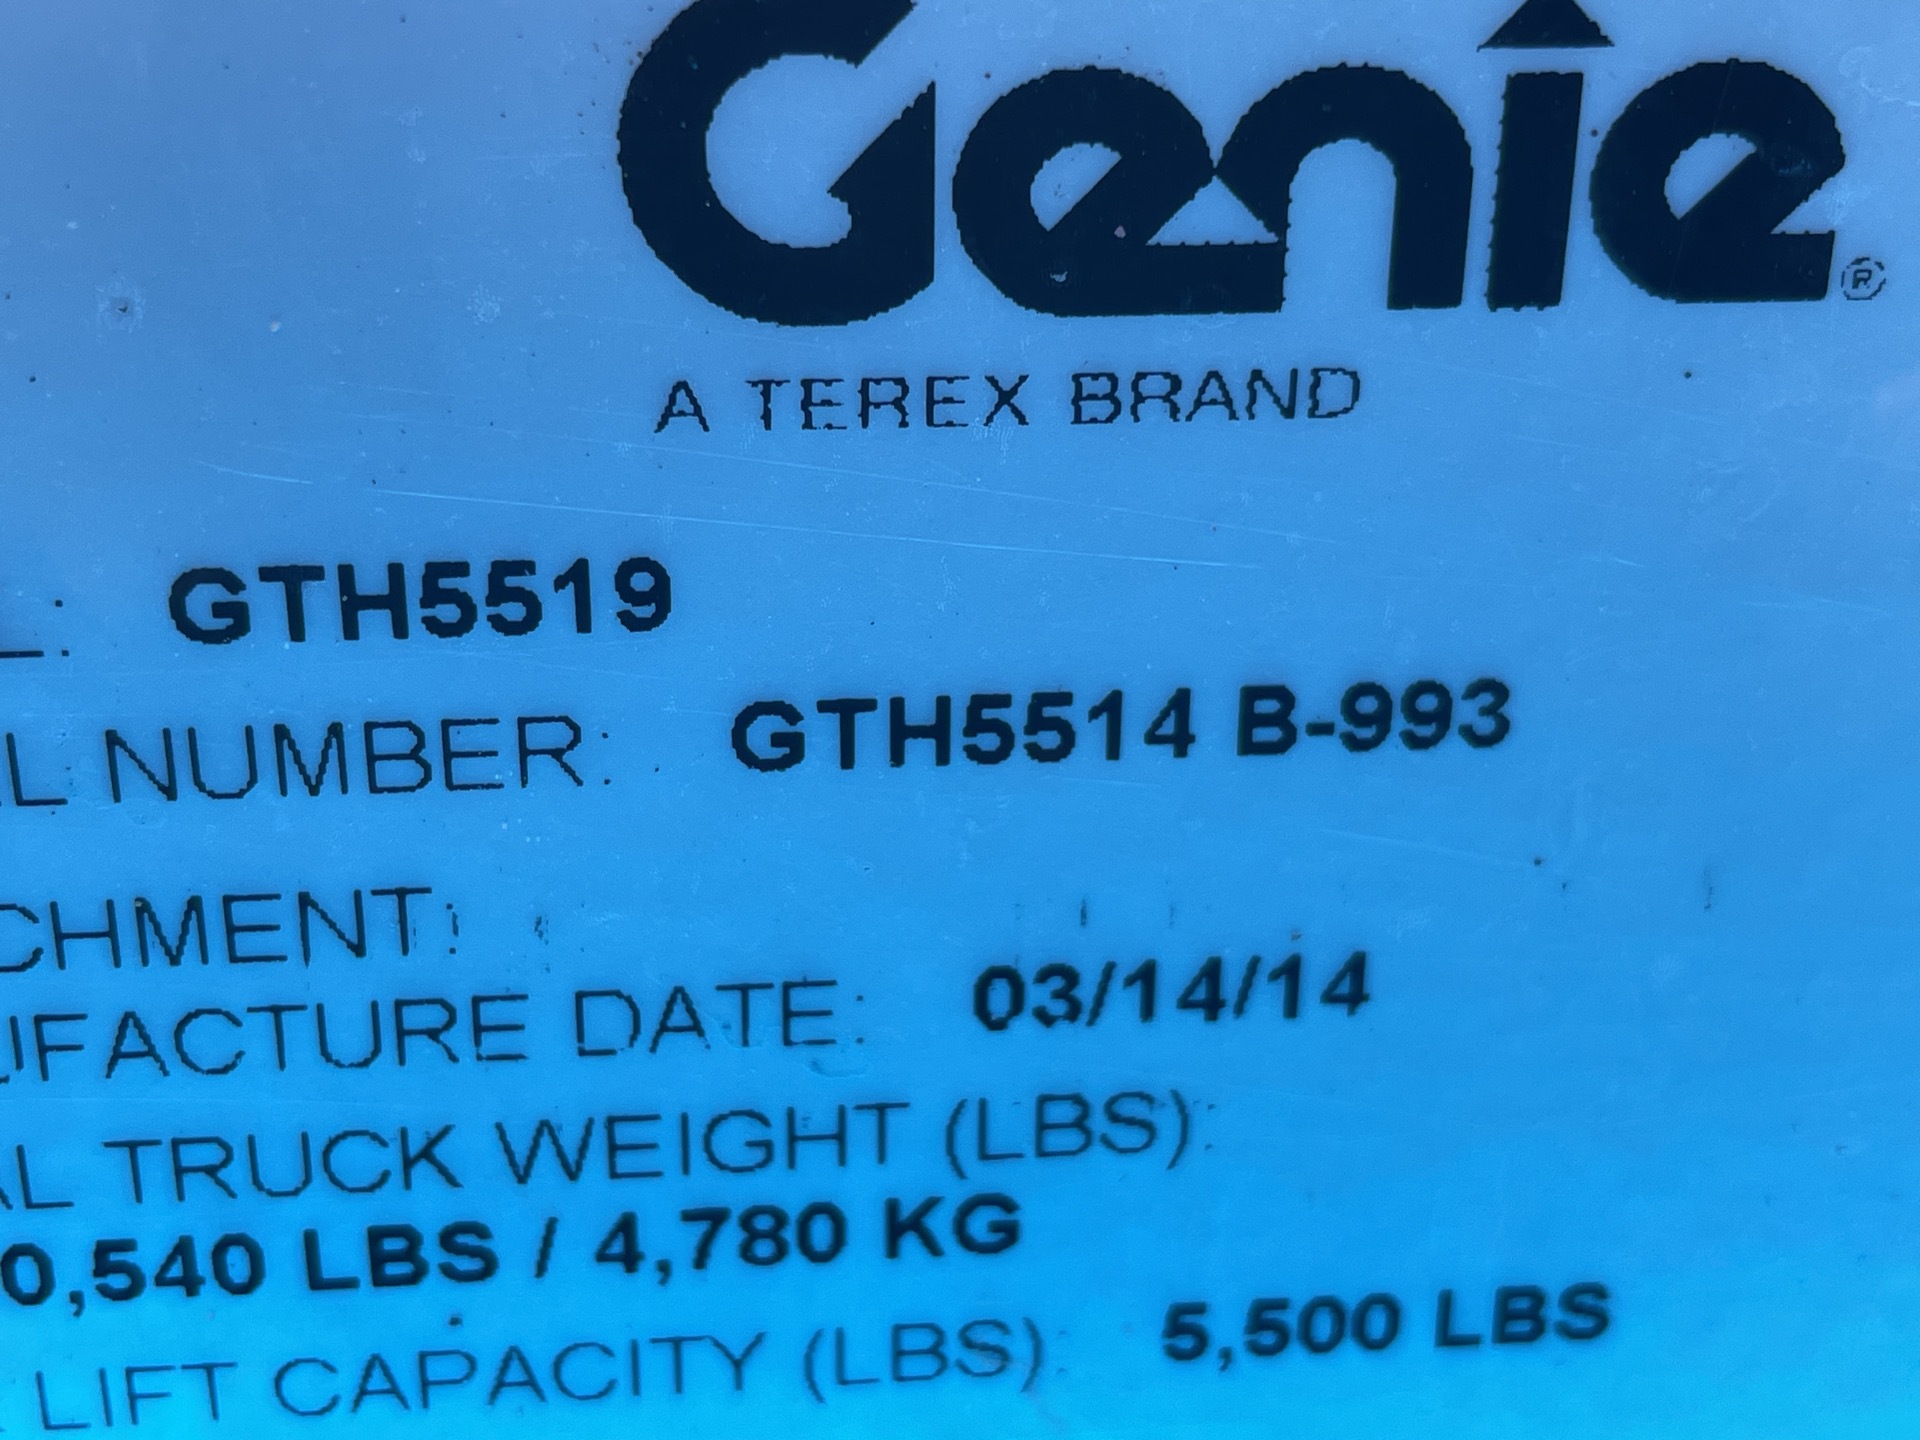 Genie®
A TEREX BRAND
L: GTH5519
L NUMBER: GTH5514 B-993
CHMENT:
UFACTURE DATE: 03/14/14
AL TRUCK WEIGHT (LBS):
0,540 LBS / 4,780 KG
LIFT CAPACITY (LBS): 5,500 LBS